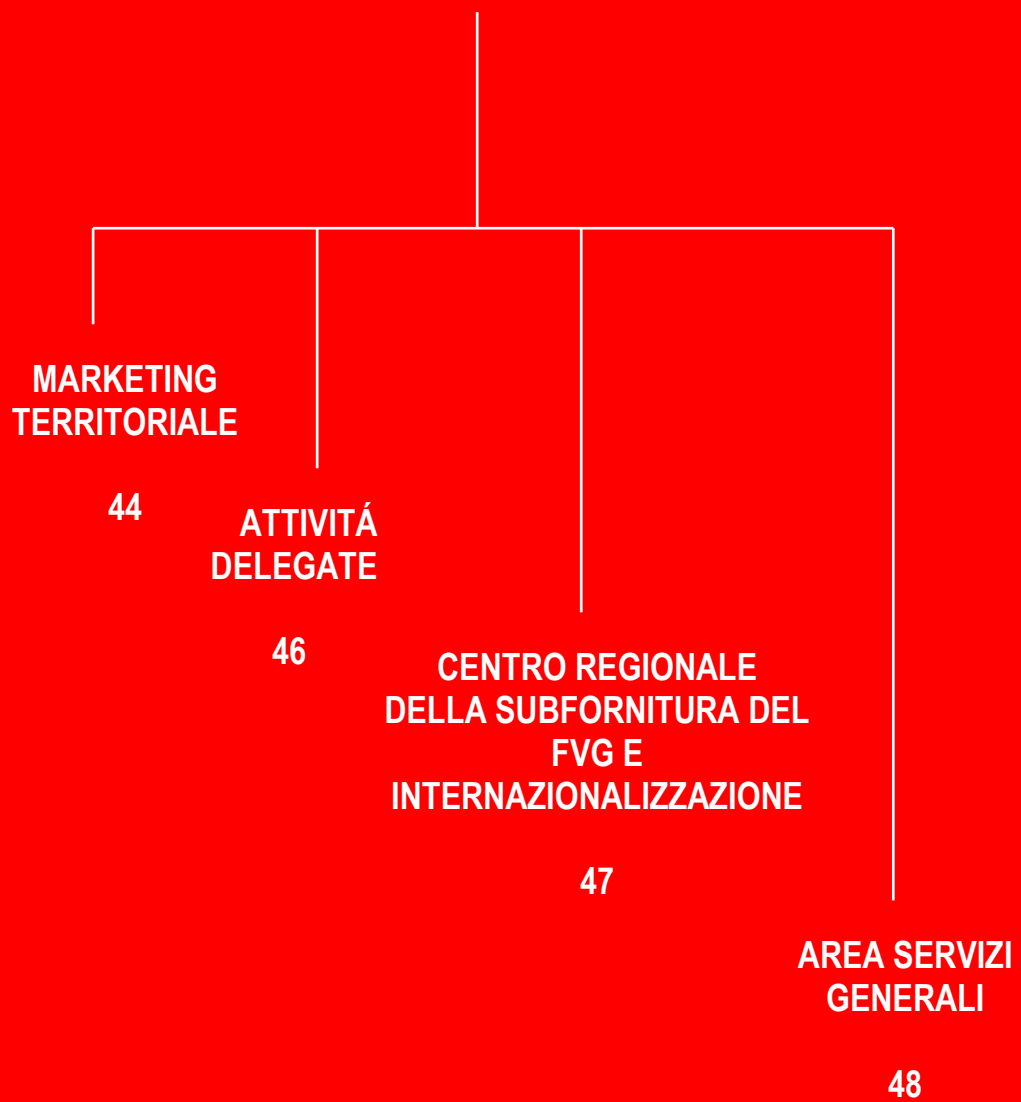 MARKETING
TERRITORIALE
44
ATTIVITÁ
DELEGATE
46
CENTRO REGIONALE
DELLA SUBFORNITURA DEL
FVG E
INTERNAZIONALIZZAZIONE
47
AREA SERVIZI
GENERALI
48